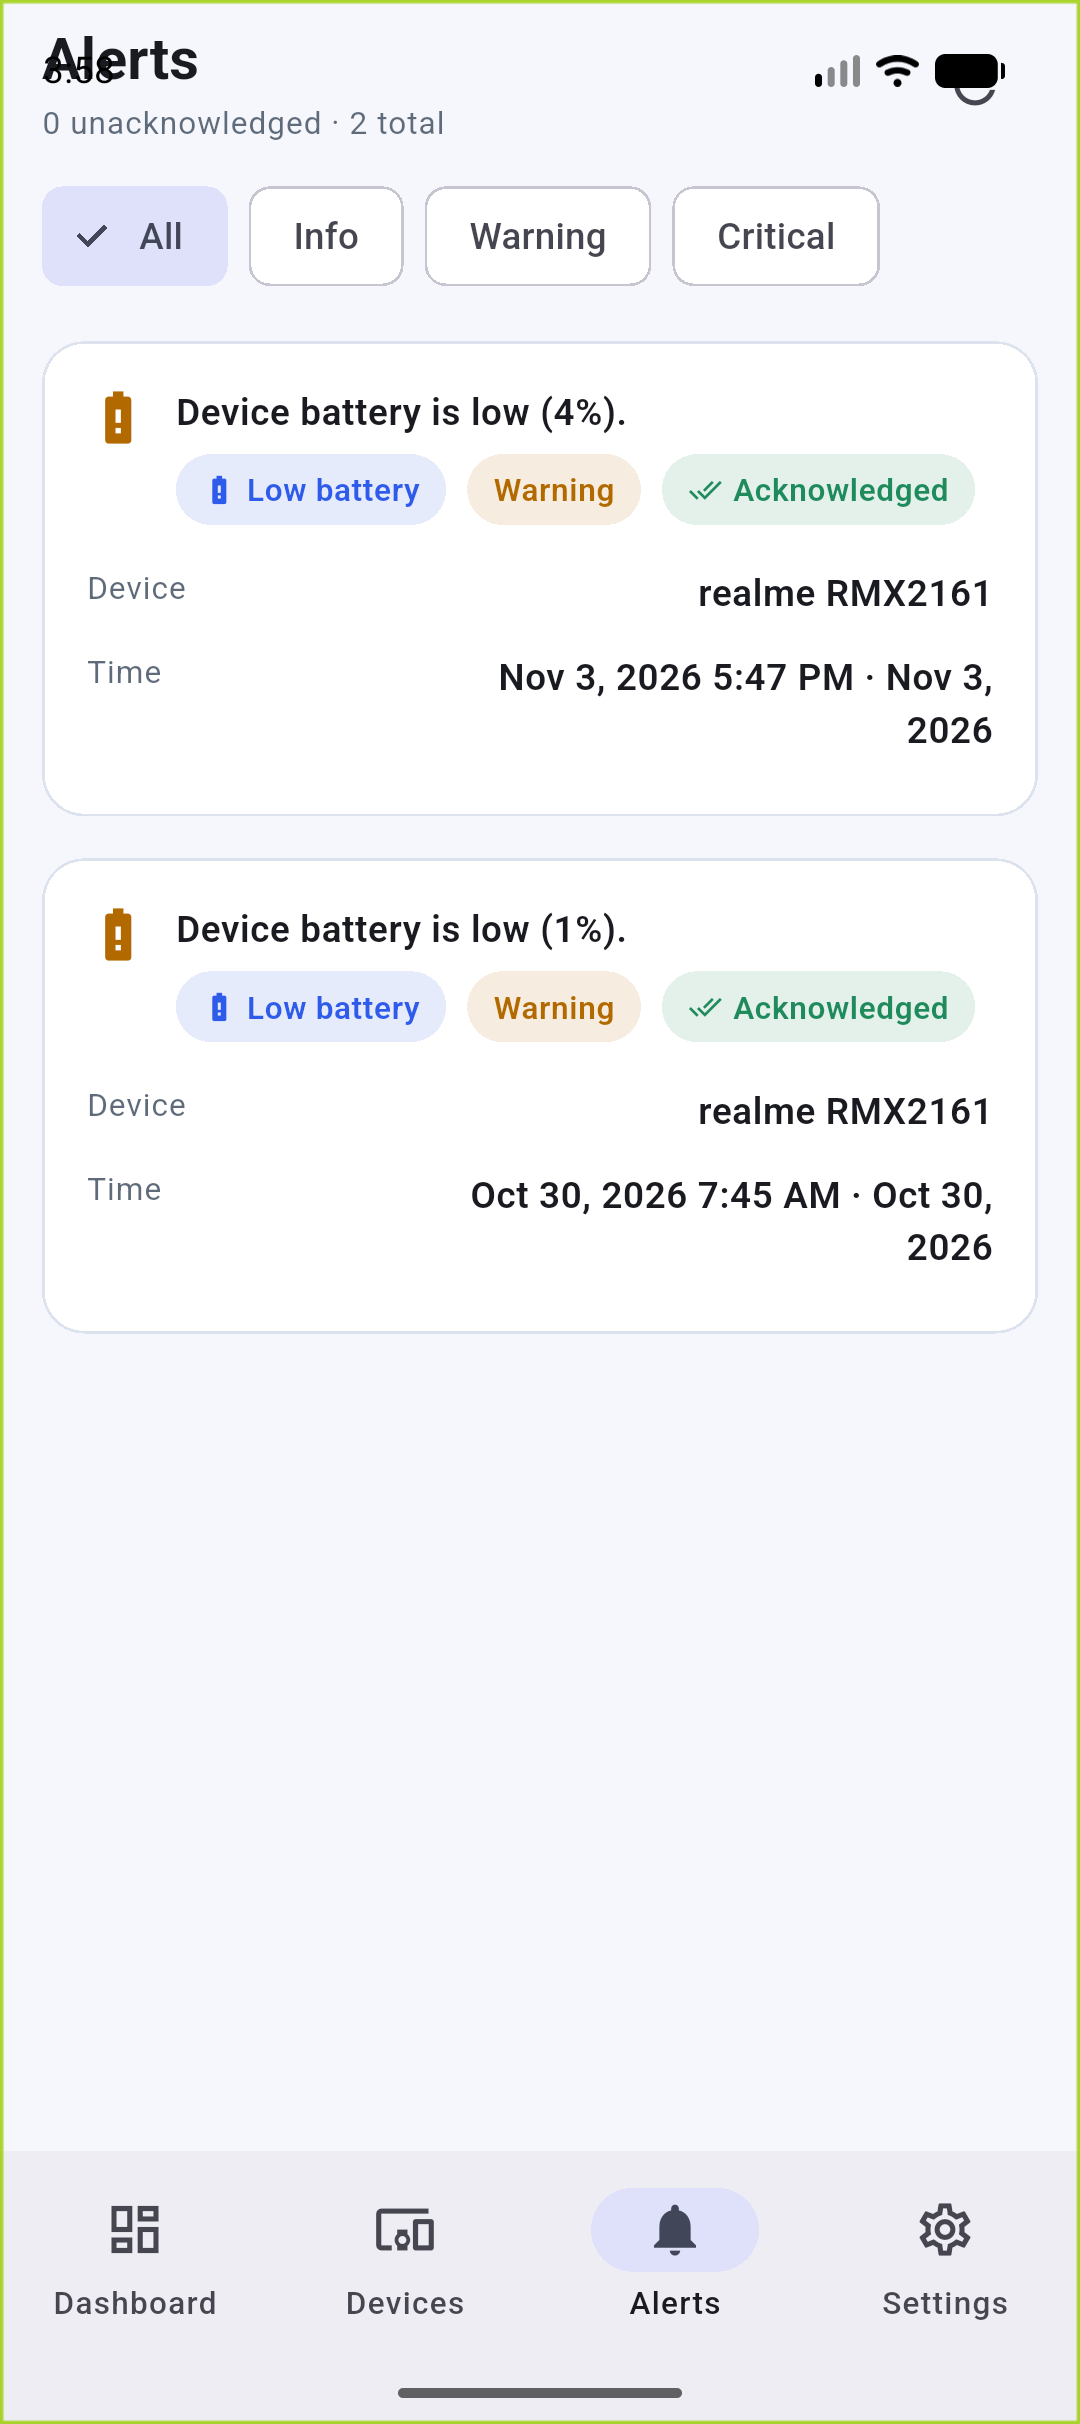 Alerts
3:58
0 unacknowledged · 2 total
All
Info
Warning
Critical
Device battery is low (4%).
Low battery
Warning
Acknowledged
Device
realme RMX2161
Time
Nov 3, 2026 5:47 PM · Nov 3,
2026
Device battery is low (1%).
Low battery
Warning
Acknowledged
Device
realme RMX2161
Time
Oct 30, 2026 7:45 AM · Oct 30,
2026
Dashboard
Devices
Alerts
Settings